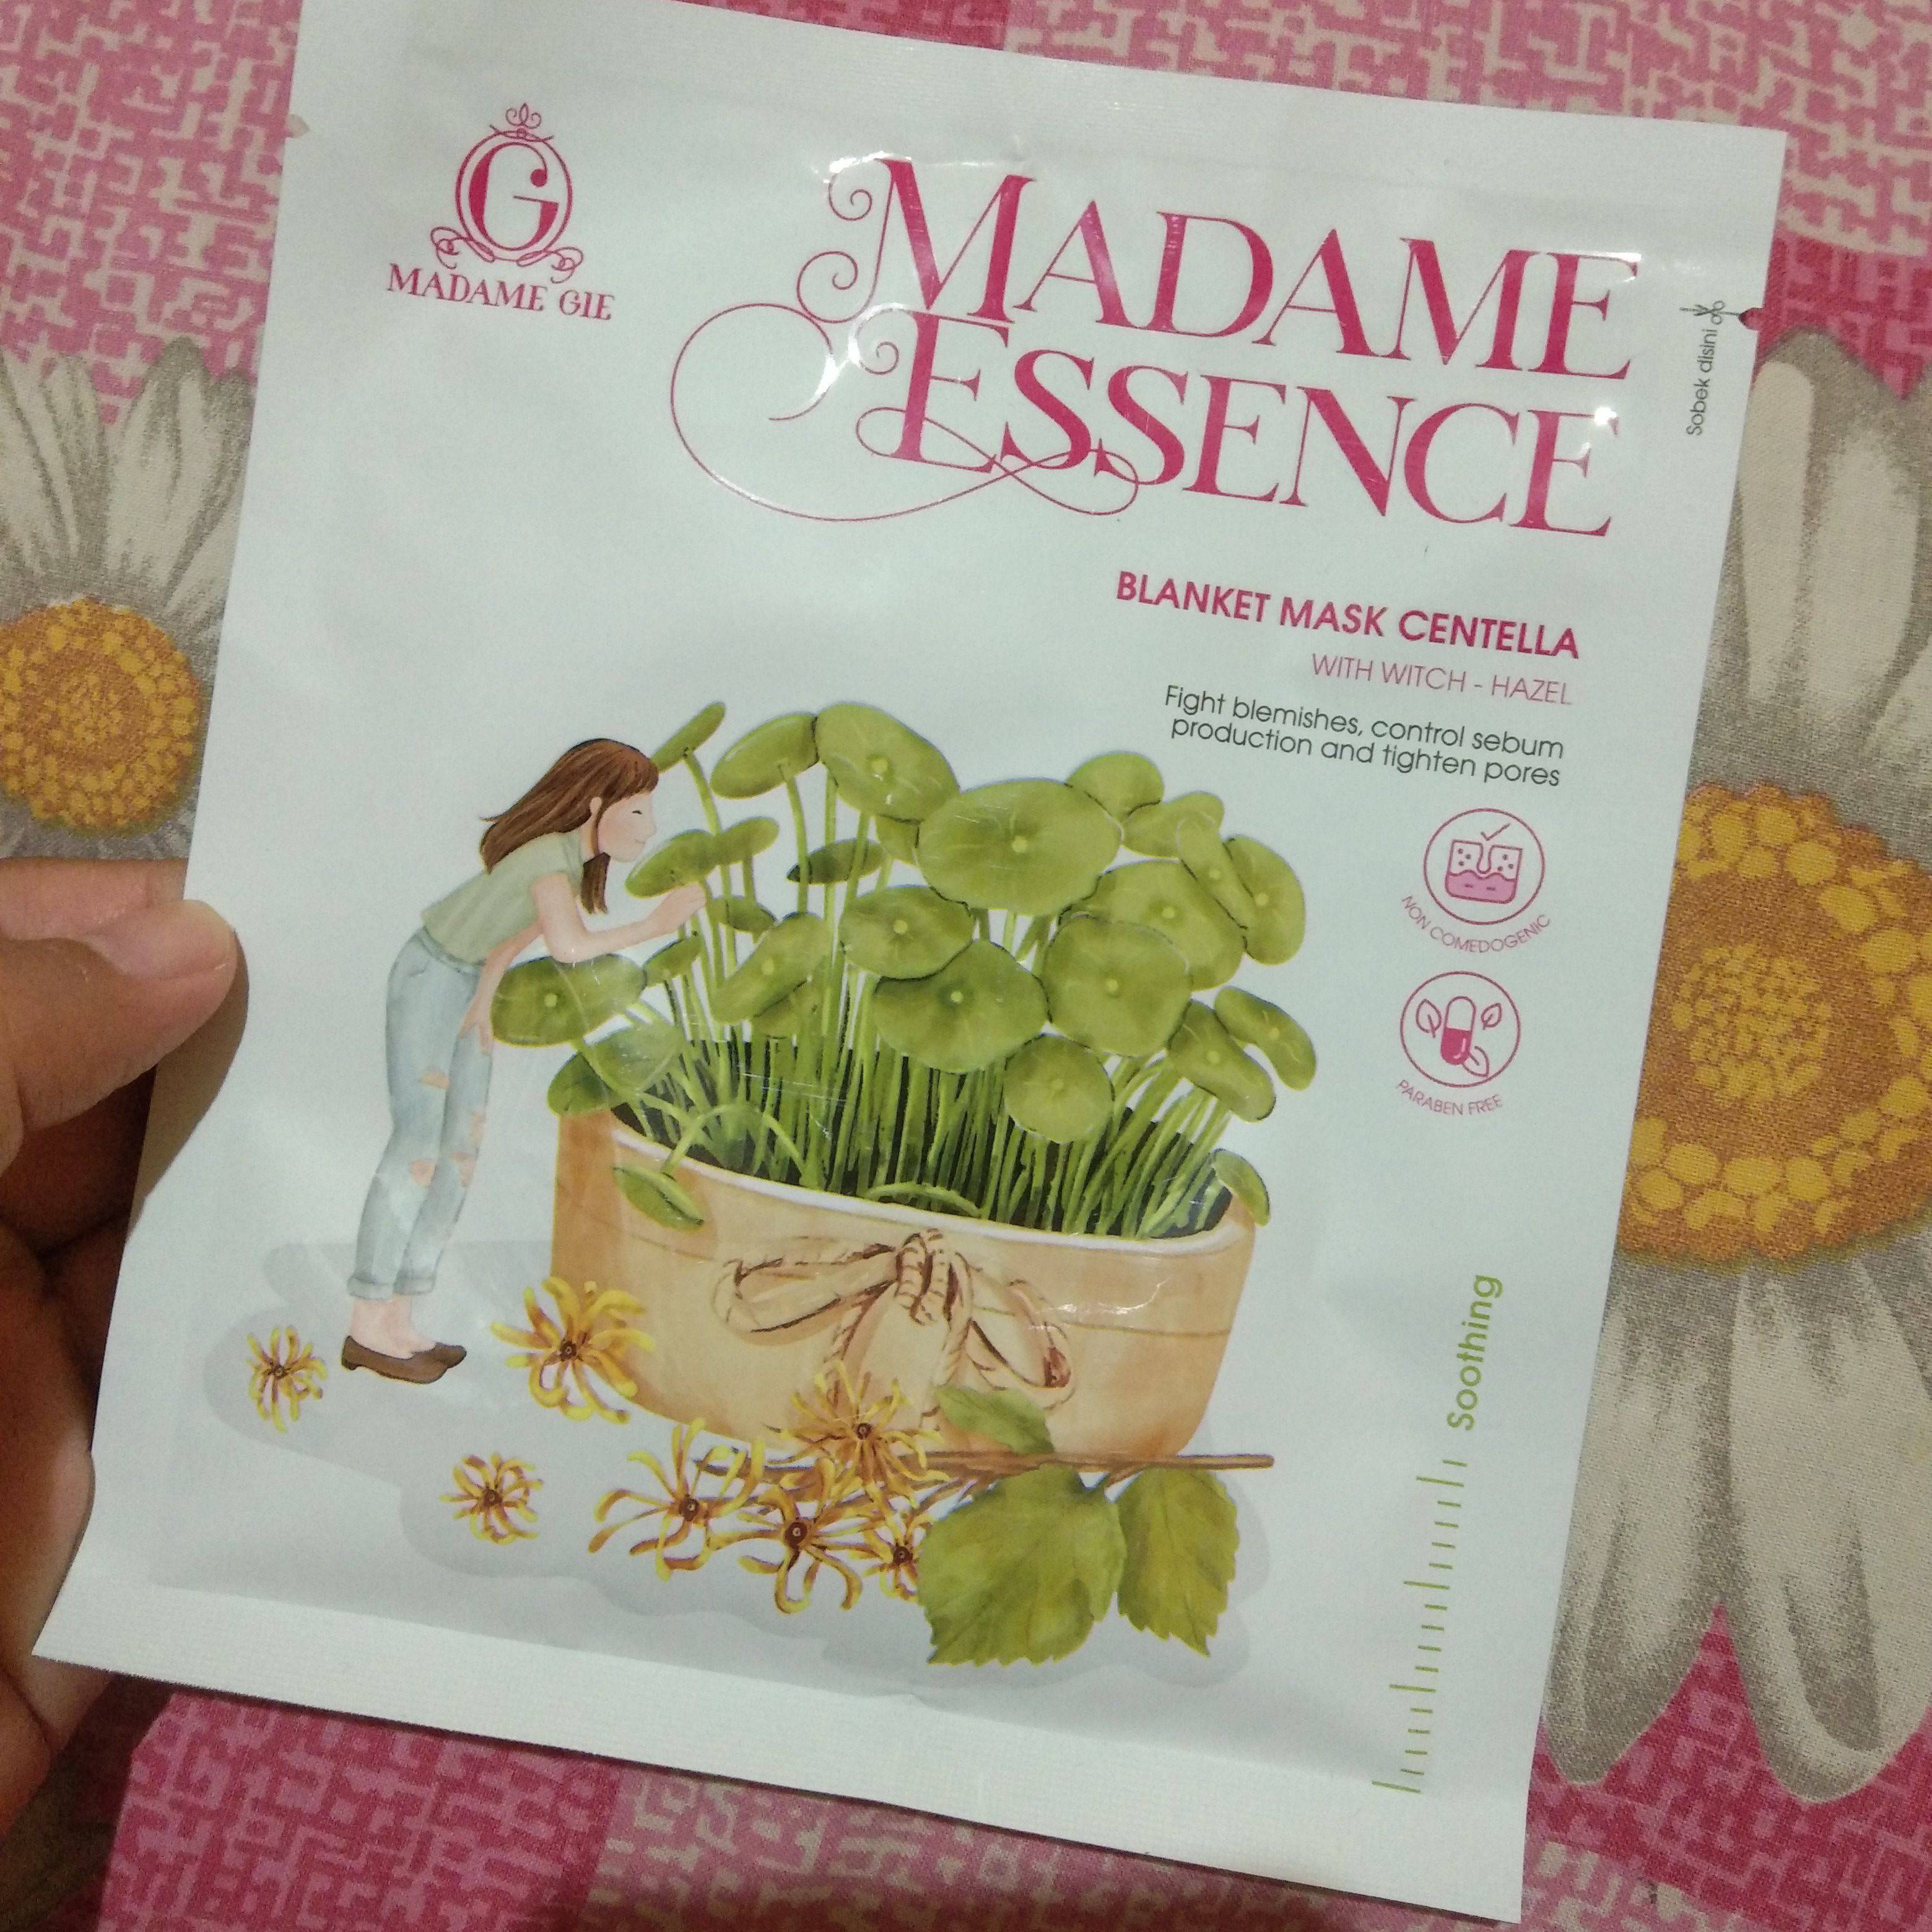 G
MADAME GIE
MADAME
ESSENCE
Sobek disini
BLANKET MASK CENTELLA
WITH WITCH - HAZEL
Fight blemishes, control sebum
production and tighten pores
NON COMEDOGENIC
PARABEN FREE
Soothing